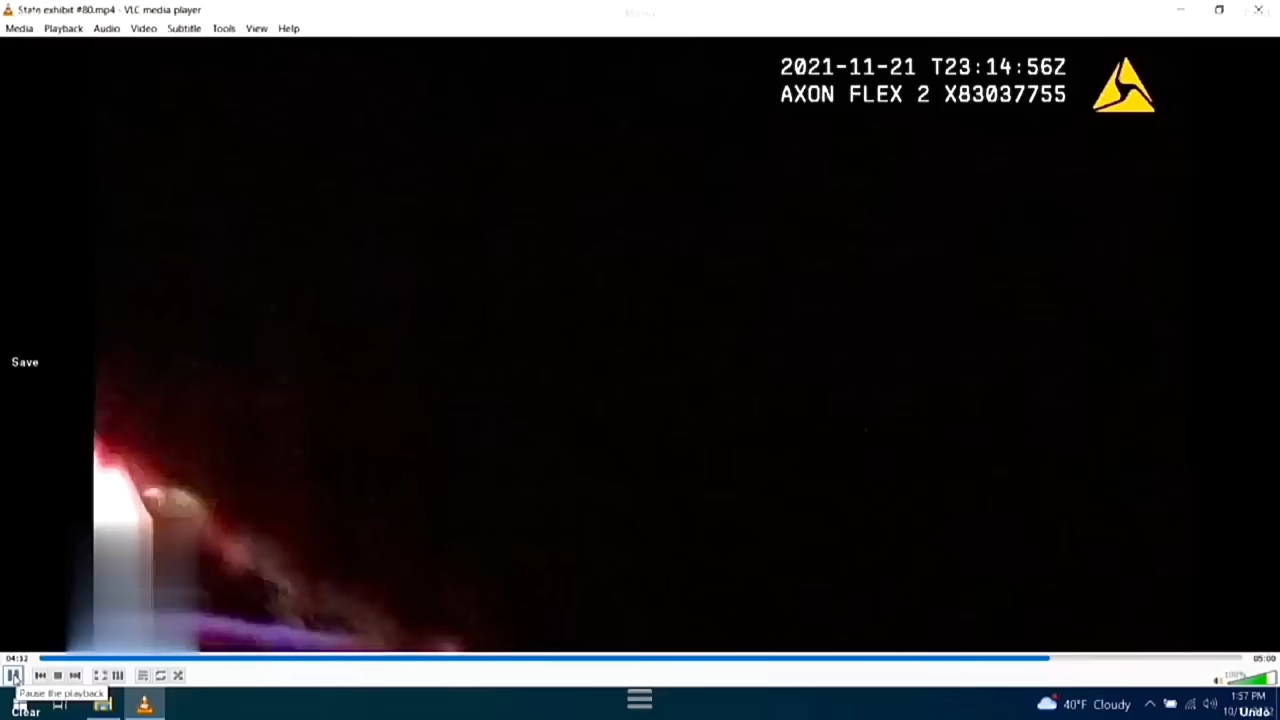 State exhibit #80.mp4 - VLC media player
Media Playback Audio Video Subtitle Tools View Help
2021-11-21 T23:14:56Z
AXON FLEX 2 X83037755
Save
04:12
05:00
100%
Pause the playback
40°F Cloudy
1:57 PM
Clear
Undo